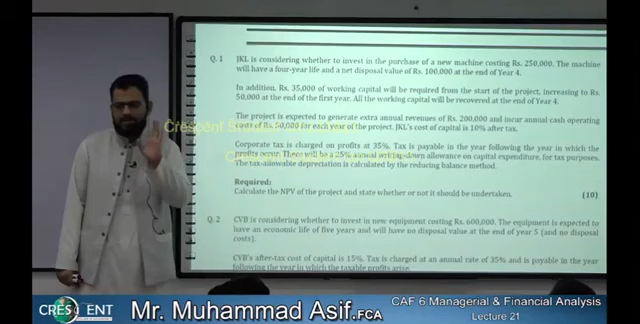 Q.1 JKL is considering whether to invest in the purchase of a new machine costing Rs. 250,000. The machine
will have a four-year life and a net disposal value of Rs. 100,000 at the end of Year 4.
In addition, Rs. 35,000 of working capital will be required from the start of the project, increasing to Rs.
50,000 at the end of the first year. All the working capital will be recovered at the end of Year 4.
The project is expected to generate extra annual revenues of Rs. 200,000 and incur annual cash operating
costs of Rs. 50,000 for each year of the project. JKL's cost of capital is 10% after tax.
Corporate tax is charged on profits at 35%. Tax is payable in the year following the year in which the
profits occur. There will be a 25% annual writing-down allowance on capital expenditure, for tax purposes.
The tax-allowable depreciation is calculated by the reducing balance method.
Required:
Calculate the NPV of the project and state whether or not it should be undertaken. (10)
Q.2 CVB is considering whether to invest in new equipment costing Rs. 600,000. The equipment is expected to
have an economic life of five years and will have no disposal value at the end of year 5 (and no disposal
costs).
CVB's after-tax cost of capital is 15%. Tax is charged at an annual rate of 35% and is payable in the year
following the year in which the taxable profits arise.
Crescent
CRESCENT
Mr. Muhammad Asif.FCA
CAF 6 Managerial & Financial Analysis
Lecture 21